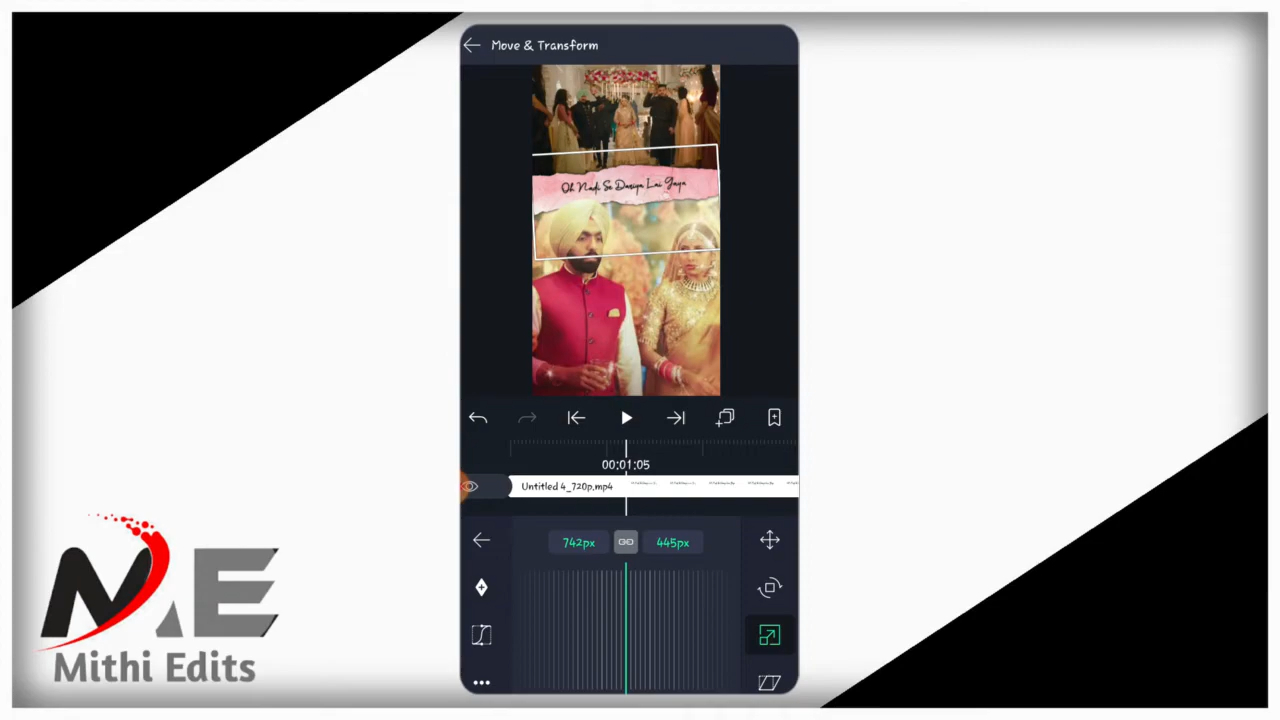 Move & Transform
Oh Nadi Se Dariya Lai Gaya
00:01:05
Untitled 4_720p.mp4
742px
445px
ME
Mithi Edits